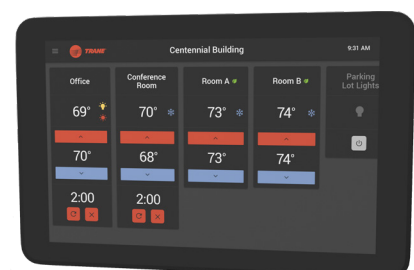 TRANE
Centennial Building
9:31 AM
Office
69°
70°
2:00
Conference
Room
70°
68°
2:00
Room A
73°
73°
Room B
74°
74°
Parking
Lot Lights